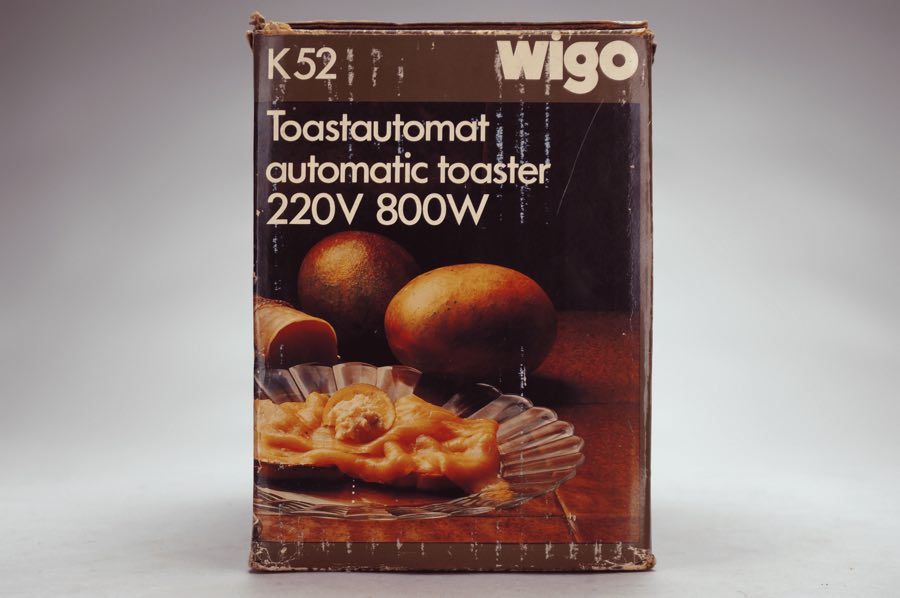 K52 wigo
Toastautomat
automatic toaster
220V 800W